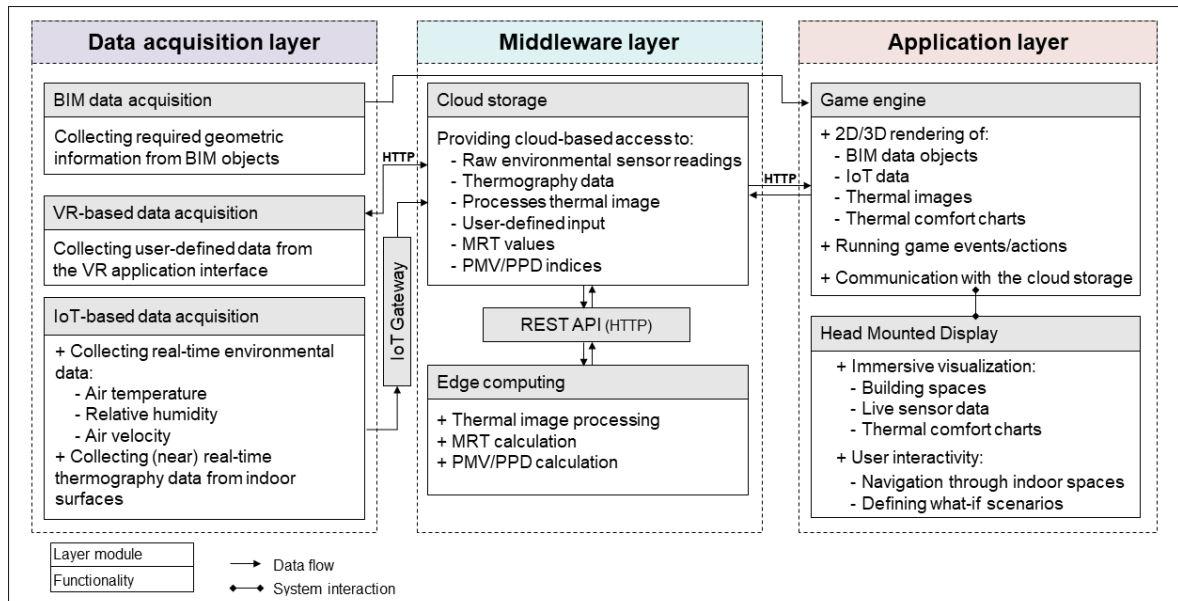 Data acquisition layer
BIM data acquisition
Collecting required geometric
information from BIM objects
VR-based data acquisition
Collecting user-defined data from
the VR application interface
IoT-based data acquisition
+ Collecting real-time environmental
data:
- Air temperature
- Relative humidity
- Air velocity
+ Collecting (near) real-time
thermography data from indoor
surfaces
HTTP
IoT Gateway
Middleware layer
Cloud storage
Providing cloud-based access to:
- Raw environmental sensor readings
- Thermography data
- Processes thermal image
- User-defined input
- MRT values
- PMV/PPD indices
REST API (HTTP)
Edge computing
+ Thermal image processing
+ MRT calculation
+ PMV/PPD calculation
HTTP
Application layer
Game engine
+ 2D/3D rendering of:
- BIM data objects
- IoT data
- Thermal images
- Thermal comfort charts
+ Running game events/actions
+ Communication with the cloud storage
Head Mounted Display
+ Immersive visualization:
- Building spaces
- Live sensor data
- Thermal comfort charts
+ User interactivity:
- Navigation through indoor spaces
- Defining what-if scenarios
Layer module
Functionality
Data flow
System interaction